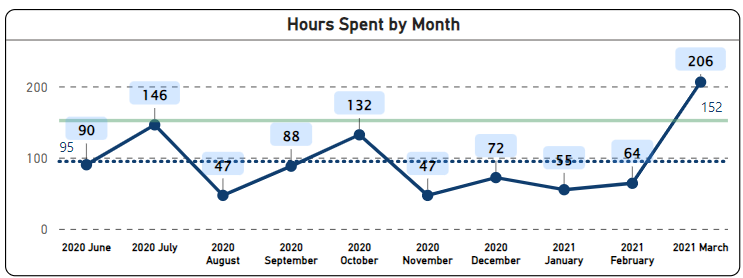 Hours Spent by Month
206
200
146
132
152
90
88
95
72
64
55
47
47
100
0
2020 June
2020 July
2020
August
2020
September
2020
October
2020
November
2020
December
2021
January
2021
February
2021 March